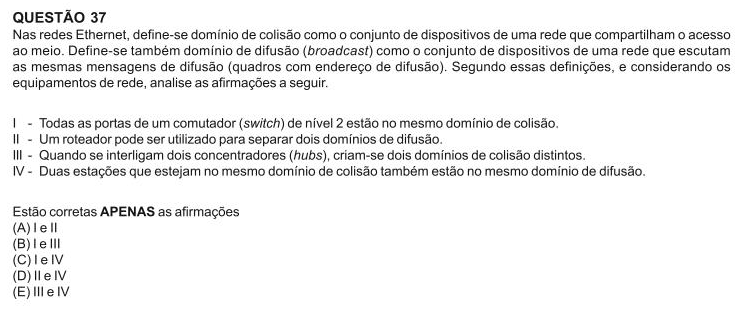 QUESTÃO 37
Nas redes Ethernet, define-se domínio de colisão como o conjunto de dispositivos de uma rede que compartilham o acesso
ao meio. Define-se também domínio de difusão (broadcast) como o conjunto de dispositivos de uma rede que escutam
as mesmas mensagens de difusão (quadros com endereço de difusão). Segundo essas definições, e considerando os
equipamentos de rede, analise as afirmações a seguir.
I - Todas as portas de um comutador (switch) de nível 2 estão no mesmo domínio de colisão.
II - Um roteador pode ser utilizado para separar dois domínios de difusão.
III - Quando se interligam dois concentradores (hubs), criam-se dois domínios de colisão distintos.
IV - Duas estações que estejam no mesmo domínio de colisão também estão no mesmo domínio de difusão.
Estão corretas APENAS as afirmações
(A) I e II
(B) I e III
(C) I e IV
(D) II e IV
(E) III e IV